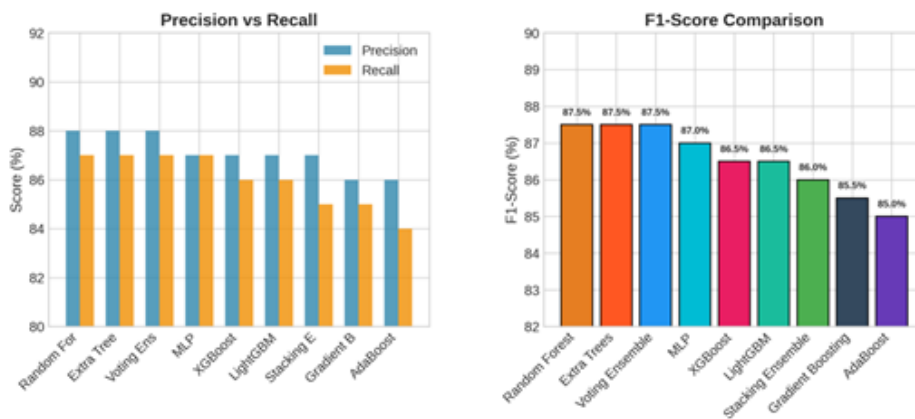 Precision vs Recall
92
90
88
86
84
82
80
Score (%)
Precision
Recall
Random For
Extra Tree
Voting Ens
MLP
XGBoost
LightGBM
Stacking E
Gradient B
AdaBoost
F1-Score Comparison
90
89
88
87
86
85
84
83
82
F1-Score (%)
87.5%
87.5%
87.5%
87.0%
86.5%
86.5%
86.0%
85.5%
85.0%
Random Forest
Extra Trees
Voting Ensemble
MLP
XGBoost
LightGBM
Stacking Ensemble
Gradient Boosting
AdaBoost